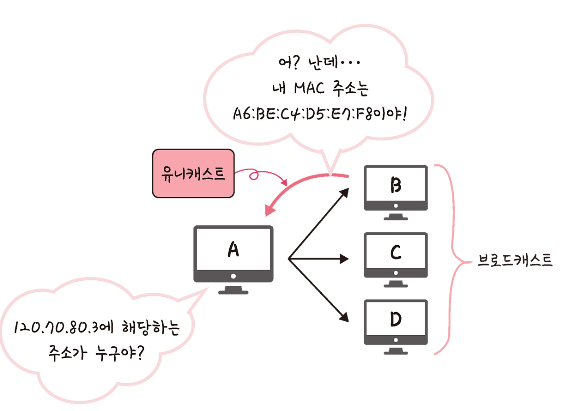 어? 난데···
내 MAC 주소는
A6:BE:C4:D5:E7:F8이야!
유니캐스트
B
A
C
브로드캐스트
D
120.70.80.3에 해당하는
주소가 누구야?